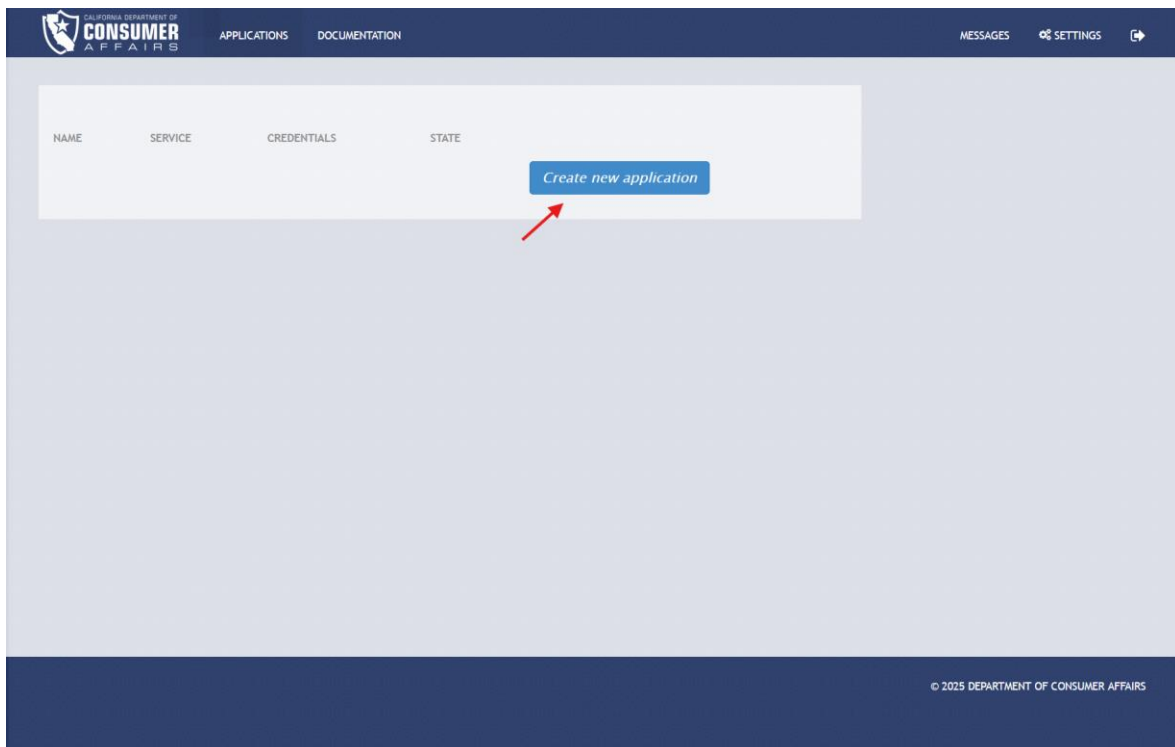 CALIFORNIA DEPARTMENT OF
CONSUMER
AFFAIRS
APPLICATIONS DOCUMENTATION MESSAGES SETTINGS
NAME SERVICE CREDENTIALS STATE
Create new application
© 2025 DEPARTMENT OF CONSUMER AFFAIRS